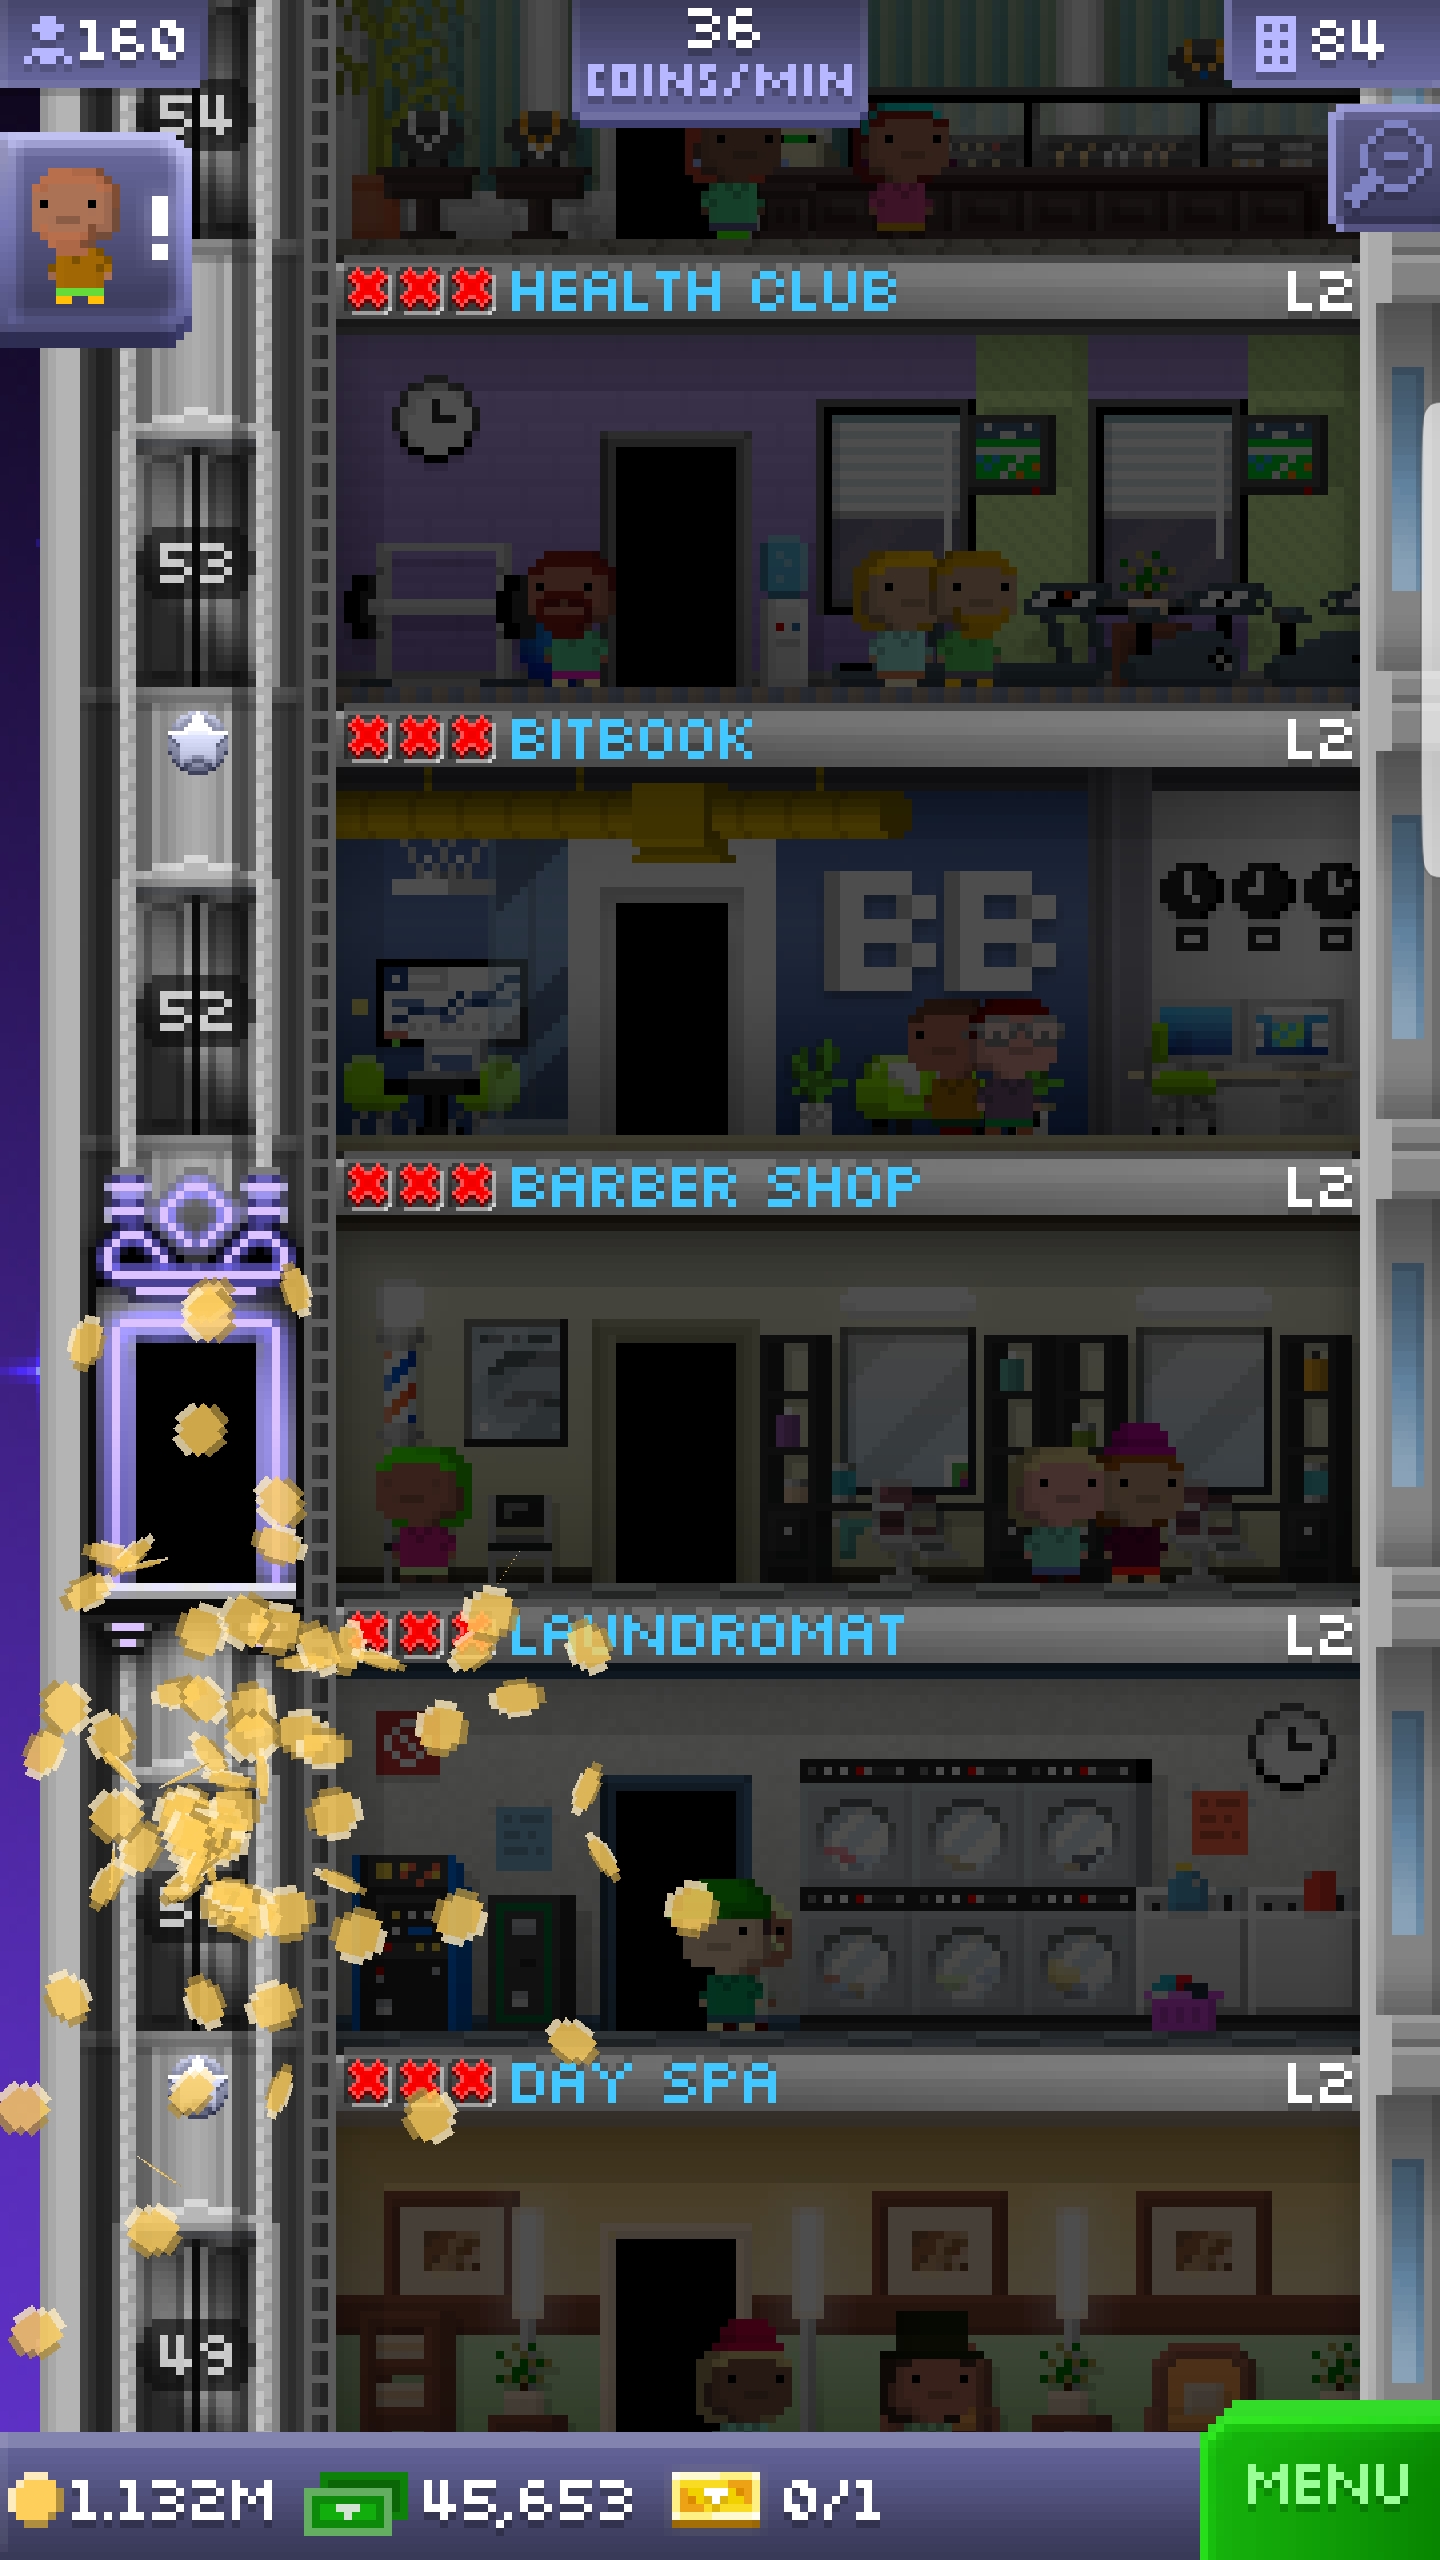 160
36
COINS/MIN
84
54
!
HEALTH CLUB L2
53
BITBOOK L2
BB
52
BARBER SHOP L2
LAUNDROMAT L2
DAY SPA L2
49
1.132M 45,653 0/1
MENU